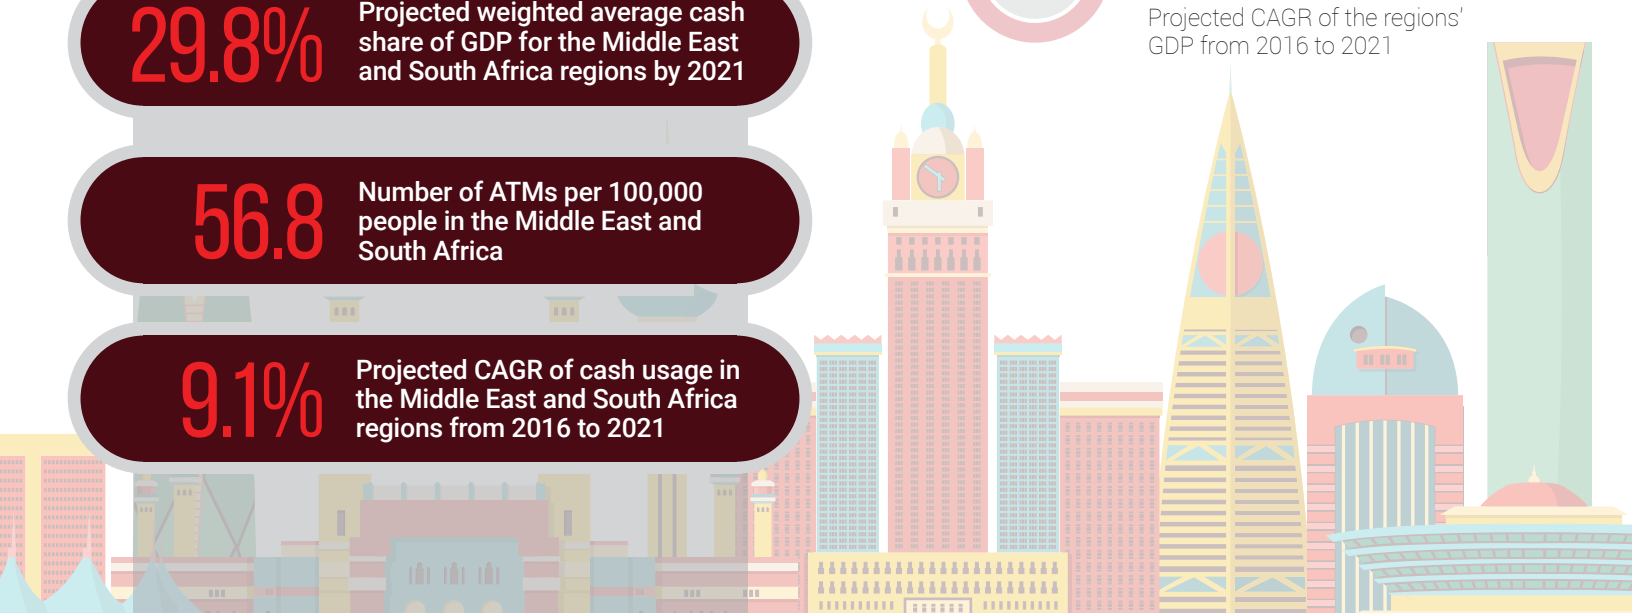 29.8%
Projected weighted average cash
share of GDP for the Middle East
and South Africa regions by 2021
56.8
Number of ATMs per 100,000
people in the Middle East and
South Africa
9.1%
Projected CAGR of cash usage in
the Middle East and South Africa
regions from 2016 to 2021
Projected CAGR of the regions'
GDP from 2016 to 2021